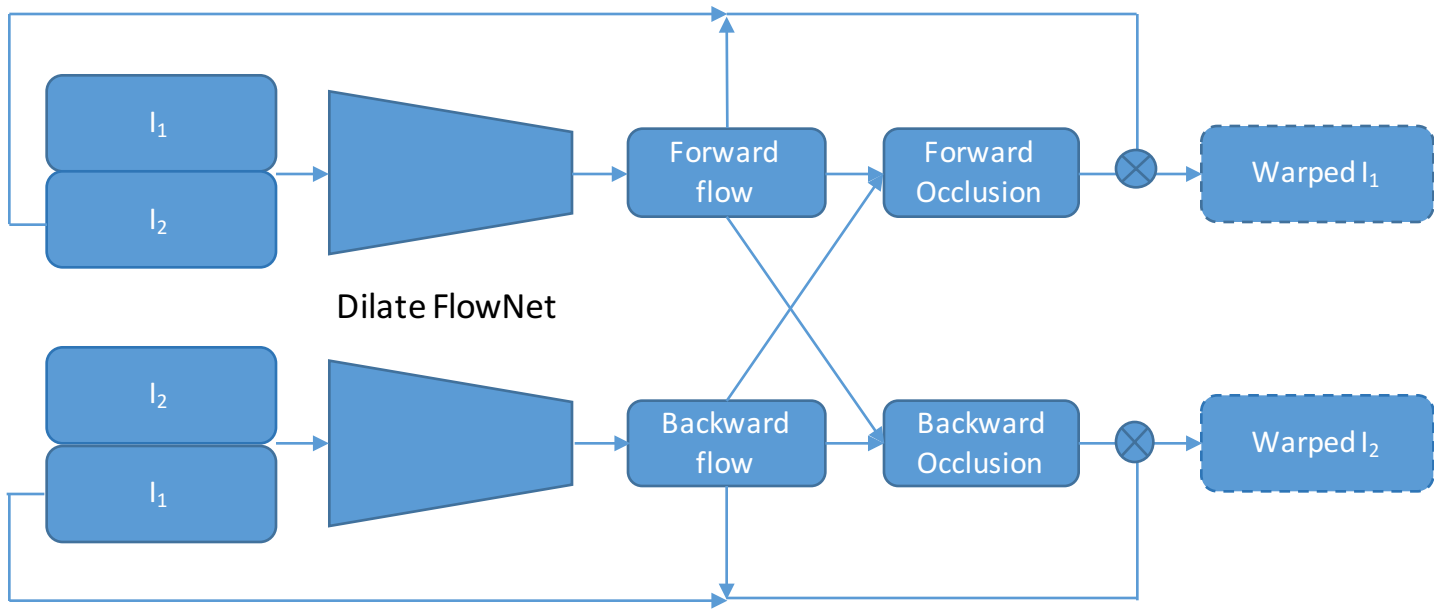 I₁
I₂
Forward
flow
Forward
Occlusion
Warped I₁
Dilate FlowNet
I₂
I₁
Backward
flow
Backward
Occlusion
Warped I₂